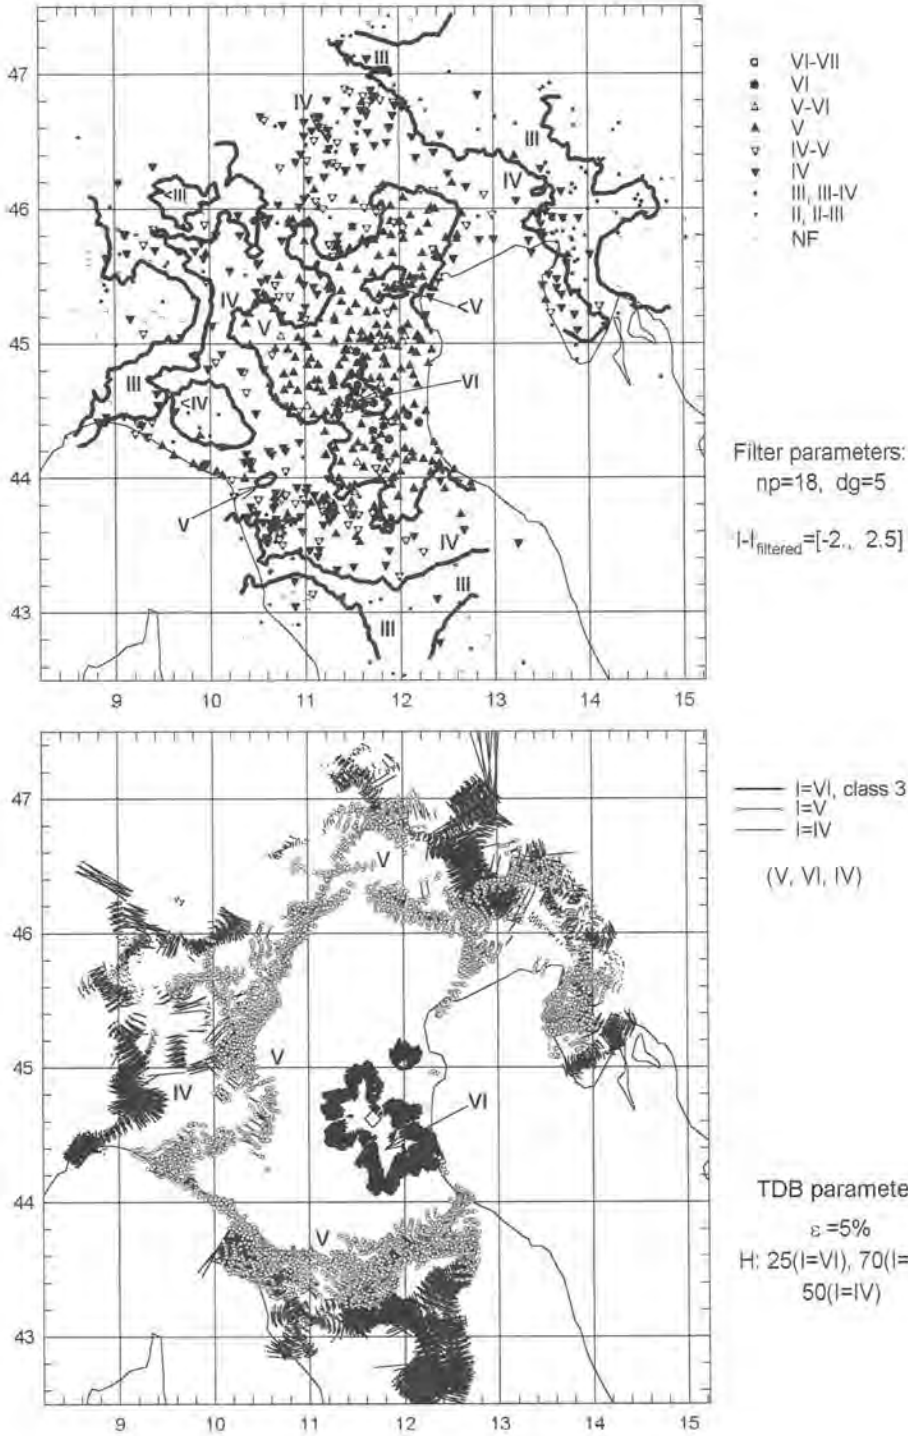 47
46
45
44
43
9
10
11
12
13
14
15
III
IV
III
IV
<III
IV
V
<V
VI
III
<IV
V
IV
III
III
VI-VII
VI
V-VI
V
IV-V
IV
III, III-IV
II, II-III
NF
Filter parameters:
np=18, dg=5
I-Ifiltered=[-2., 2.5]
47
46
45
44
43
9
10
11
12
13
14
15
V
V
IV
VI
V
I=VI, class 3
I=V
I=IV
(V, VI, IV)
TDB paramete
ε=5%
H: 25(I=VI), 70(I=
50(I=IV)